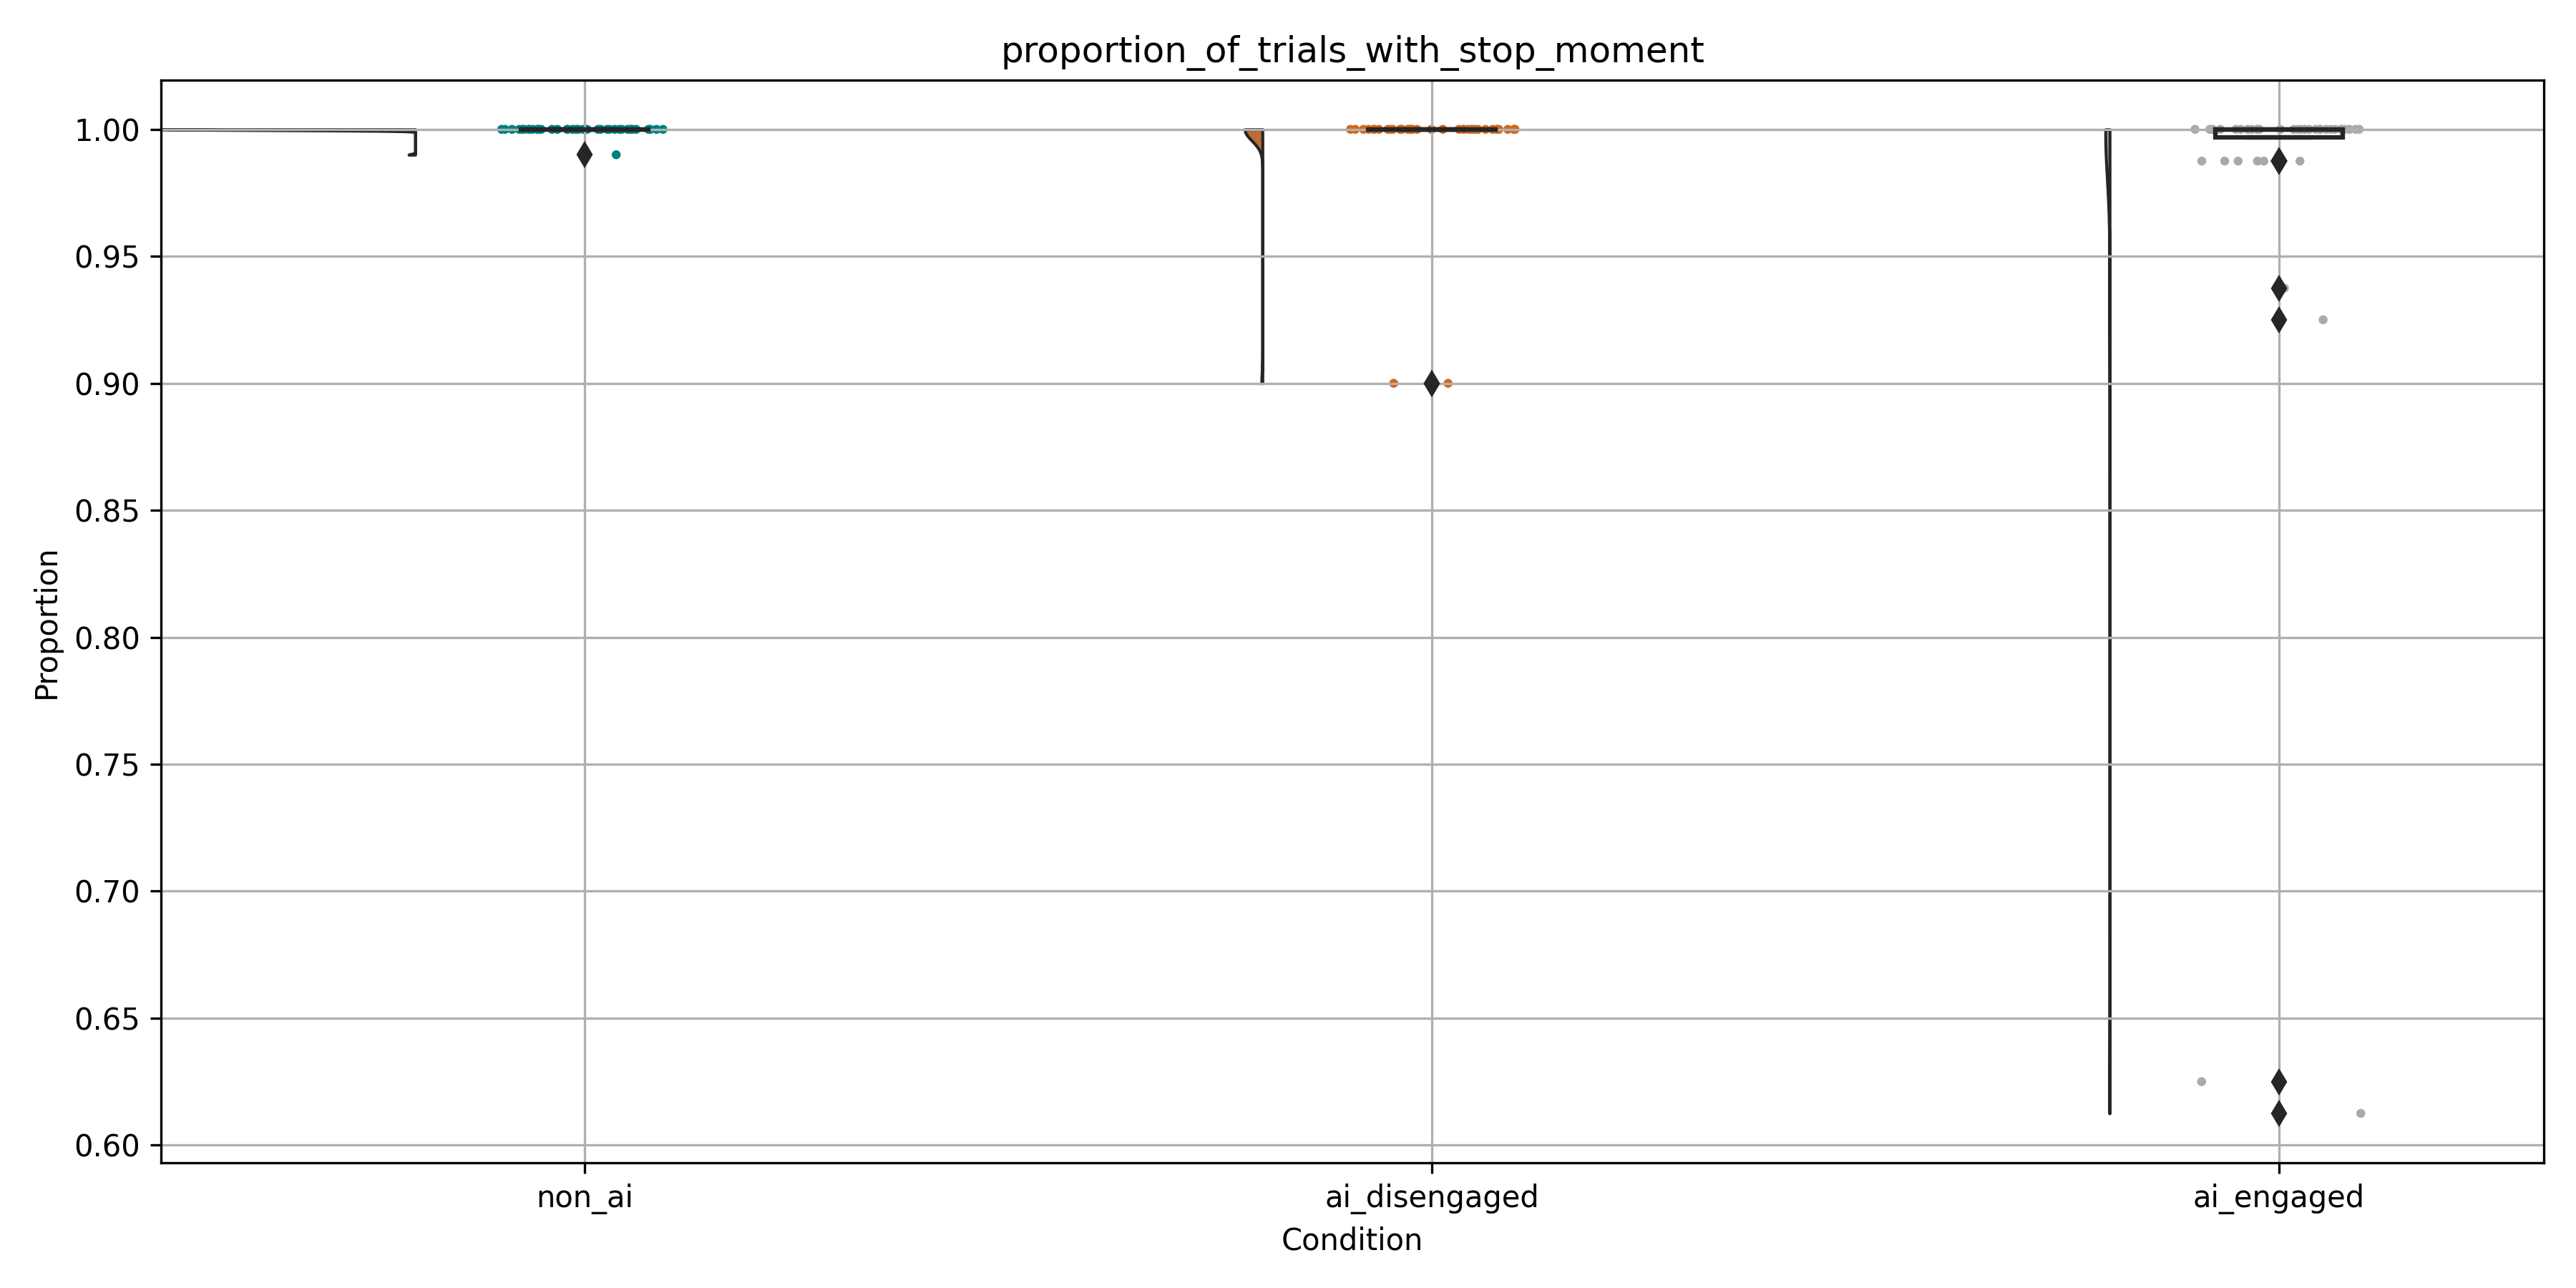 proportion_of_trials_with_stop_moment
1.00
0.95
0.90
0.85
0.80
0.75
0.70
0.65
0.60
Proportion
non_ai
ai_disengaged
ai_engaged
Condition